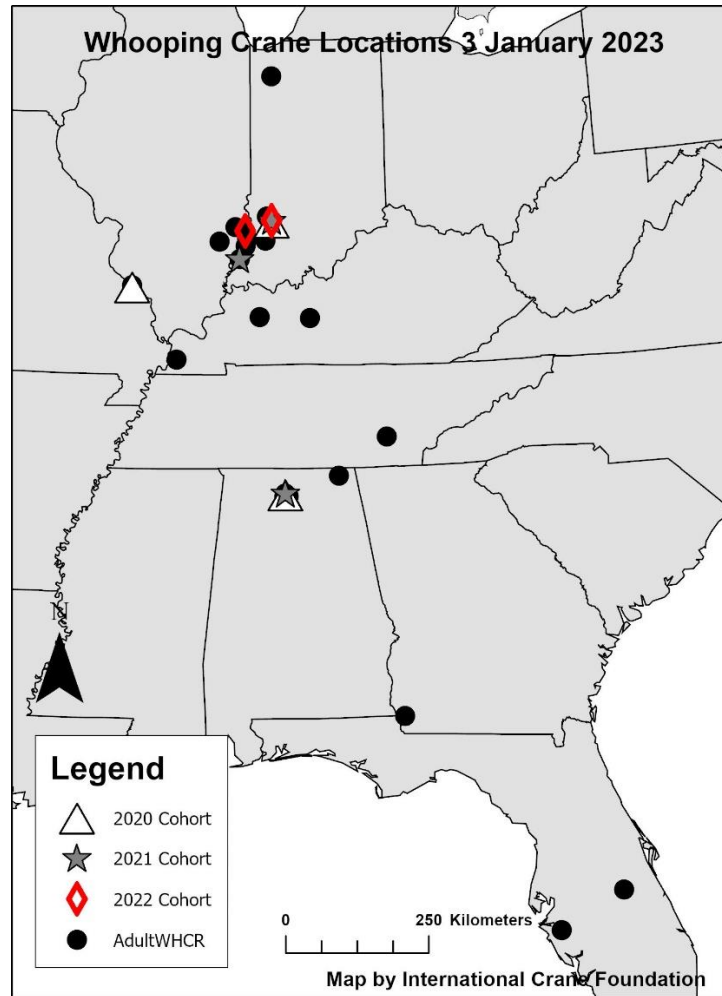 Whooping Crane Locations 3 January 2023
N
Legend
2020 Cohort
2021 Cohort
2022 Cohort
AdultWHCR
0 250 Kilometers
Map by International Crane Foundation